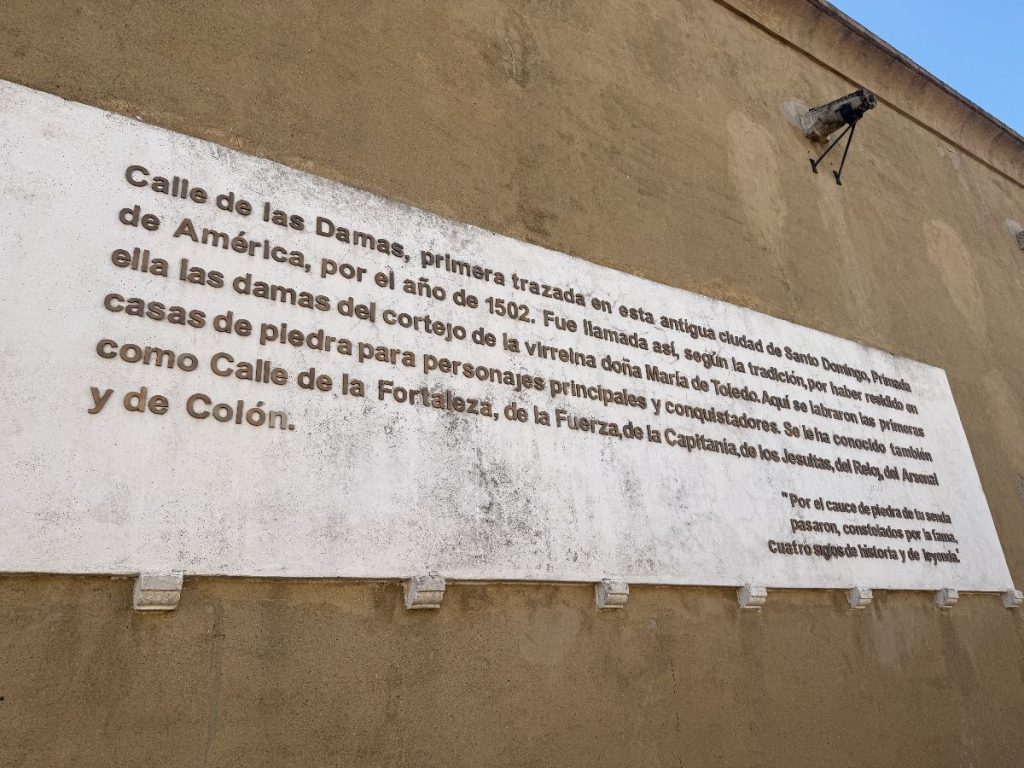 Calle de las Damas, primera trazada en esta antigua ciudad de Santo Domingo, Primada
de América, por el año de 1502. Fue llamada así, según la tradición, por haber residido en
ella las damas del cortejo de la virreina doña María de Toledo. Aquí se labraron las primeras
casas de piedra para personajes principales y conquistadores. Se le ha conocido también
como Calle de la Fortaleza, de la Fuerza, de la Capitanía, de los Jesuitas, del Reloj, del Arsenal
y de Colón.
"Por el cauce de piedra de tu senda
pasaron, constelados por la fama,
Cuatro siglos de historia y de leyenda."